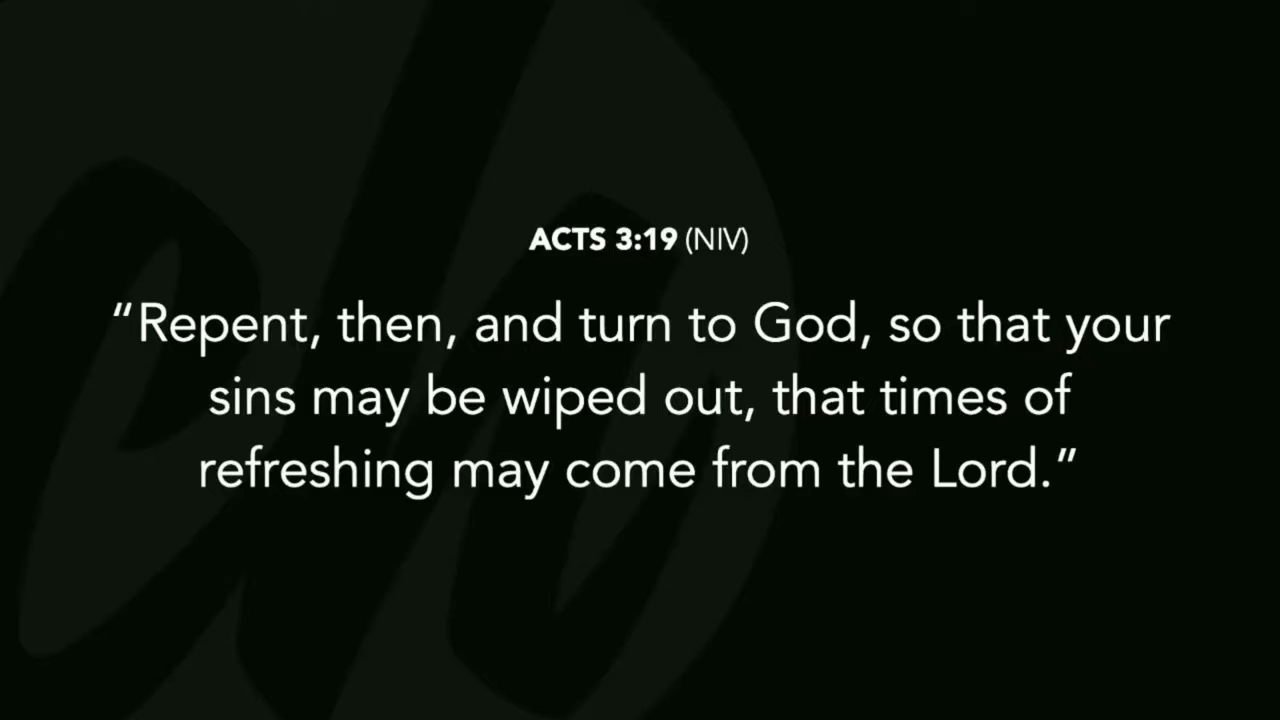 ACTS 3:19 (NIV)
“Repent, then, and turn to God, so that your
sins may be wiped out, that times of
refreshing may come from the Lord.”